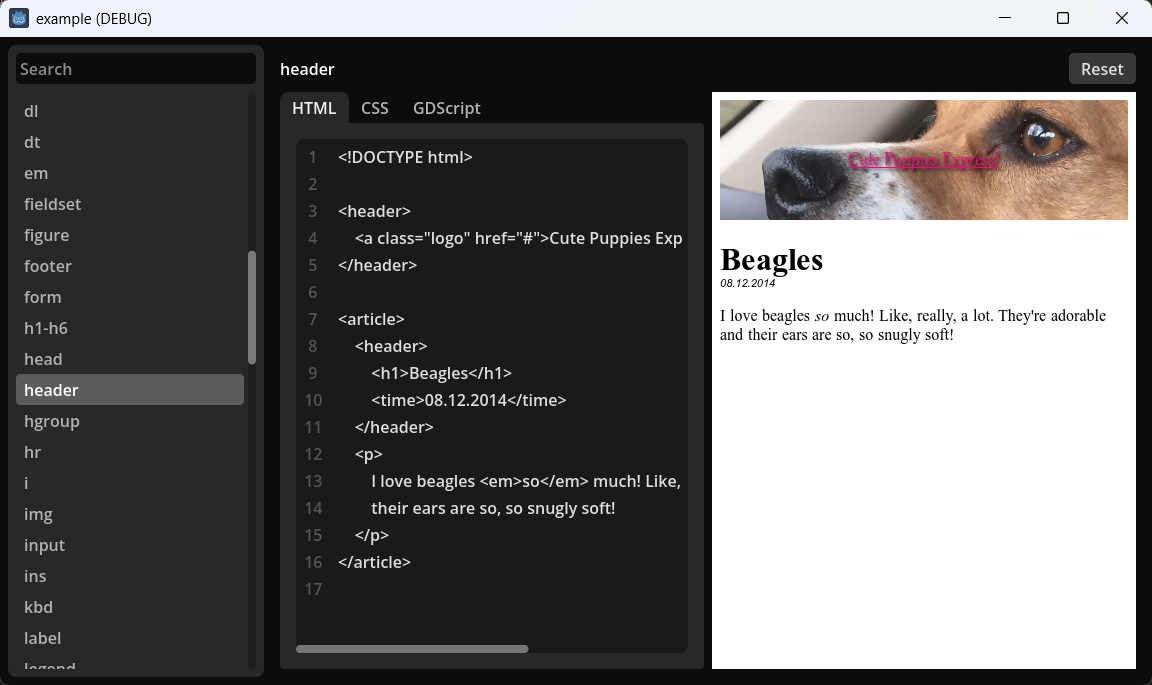 example (DEBUG)
Search
dl
dt
em
fieldset
figure
footer
form
h1-h6
head
header
hgroup
hr
i
img
input
ins
kbd
label
legend
header
Reset
HTML CSS GDScript
1 <!DOCTYPE html>
2
3 <header>
4 <a class="logo" href="#">Cute Puppies Exp
5 </header>
6
7 <article>
8 <header>
9 <h1>Beagles</h1>
10 <time>08.12.2014</time>
11 </header>
12 <p>
13 I love beagles <em>so</em> much! Like,
14 their ears are so, so snugly soft!
15 </p>
16 </article>
17
Cute Puppies Express!
Beagles
08.12.2014
I love beagles so much! Like, really, a lot. They're adorable
and their ears are so, so snugly soft!